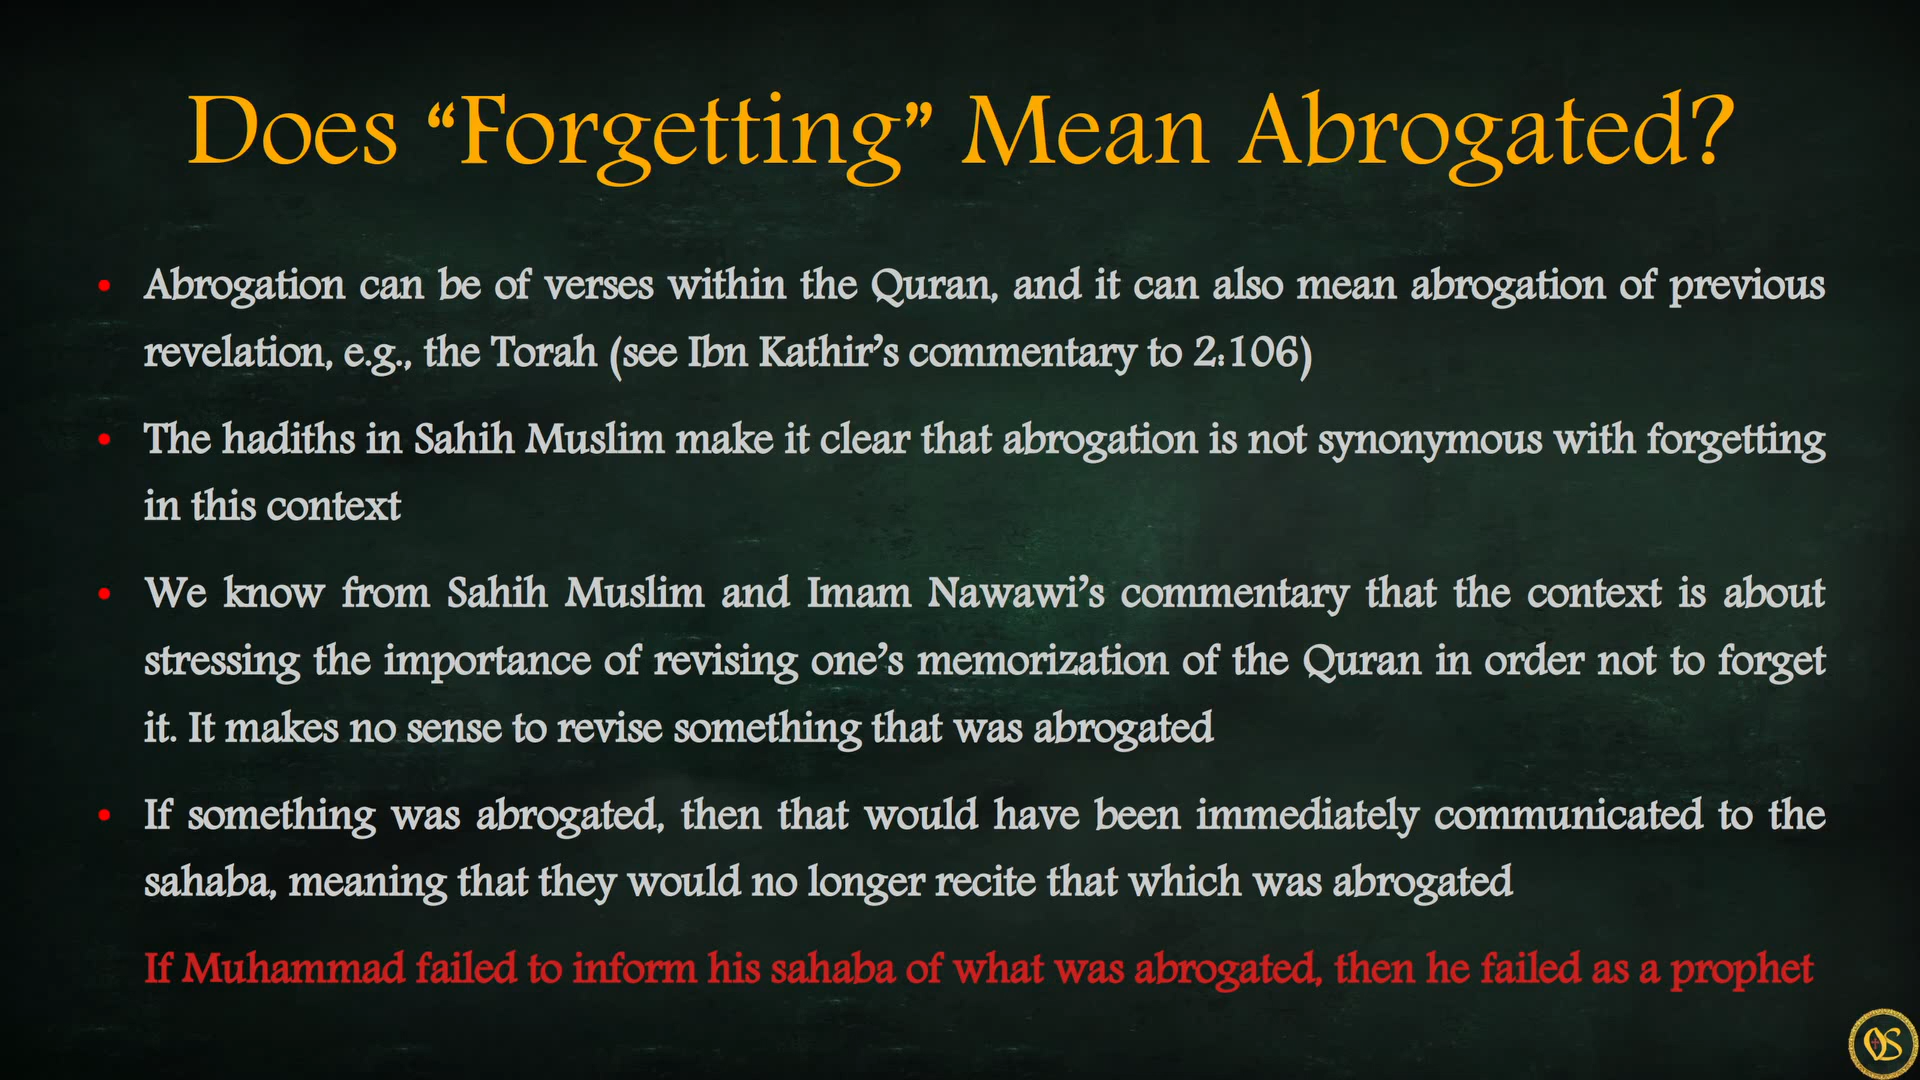 Does “Forgetting” Mean Abrogated?
• Abrogation can be of verses within the Quran, and it can also mean abrogation of previous
revelation, e.g., the Torah (see Ibn Kathir’s commentary to 2:106)
• The hadiths in Sahih Muslim make it clear that abrogation is not synonymous with forgetting
in this context
• We know from Sahih Muslim and Imam Nawawi’s commentary that the context is about
stressing the importance of revising one’s memorization of the Quran in order not to forget
it. It makes no sense to revise something that was abrogated
• If something was abrogated, then that would have been immediately communicated to the
sahaba, meaning that they would no longer recite that which was abrogated
If Muhammad failed to inform his sahaba of what was abrogated, then he failed as a prophet